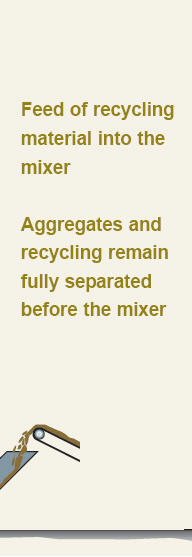 Feed of recycling
material into the
mixer
Aggregates and
recycling remain
fully separated
before the mixer